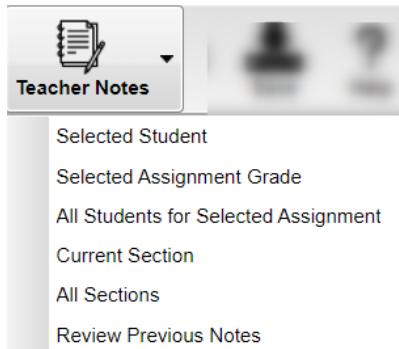 Teacher Notes
Selected Student
Selected Assignment Grade
All Students for Selected Assignment
Current Section
All Sections
Review Previous Notes